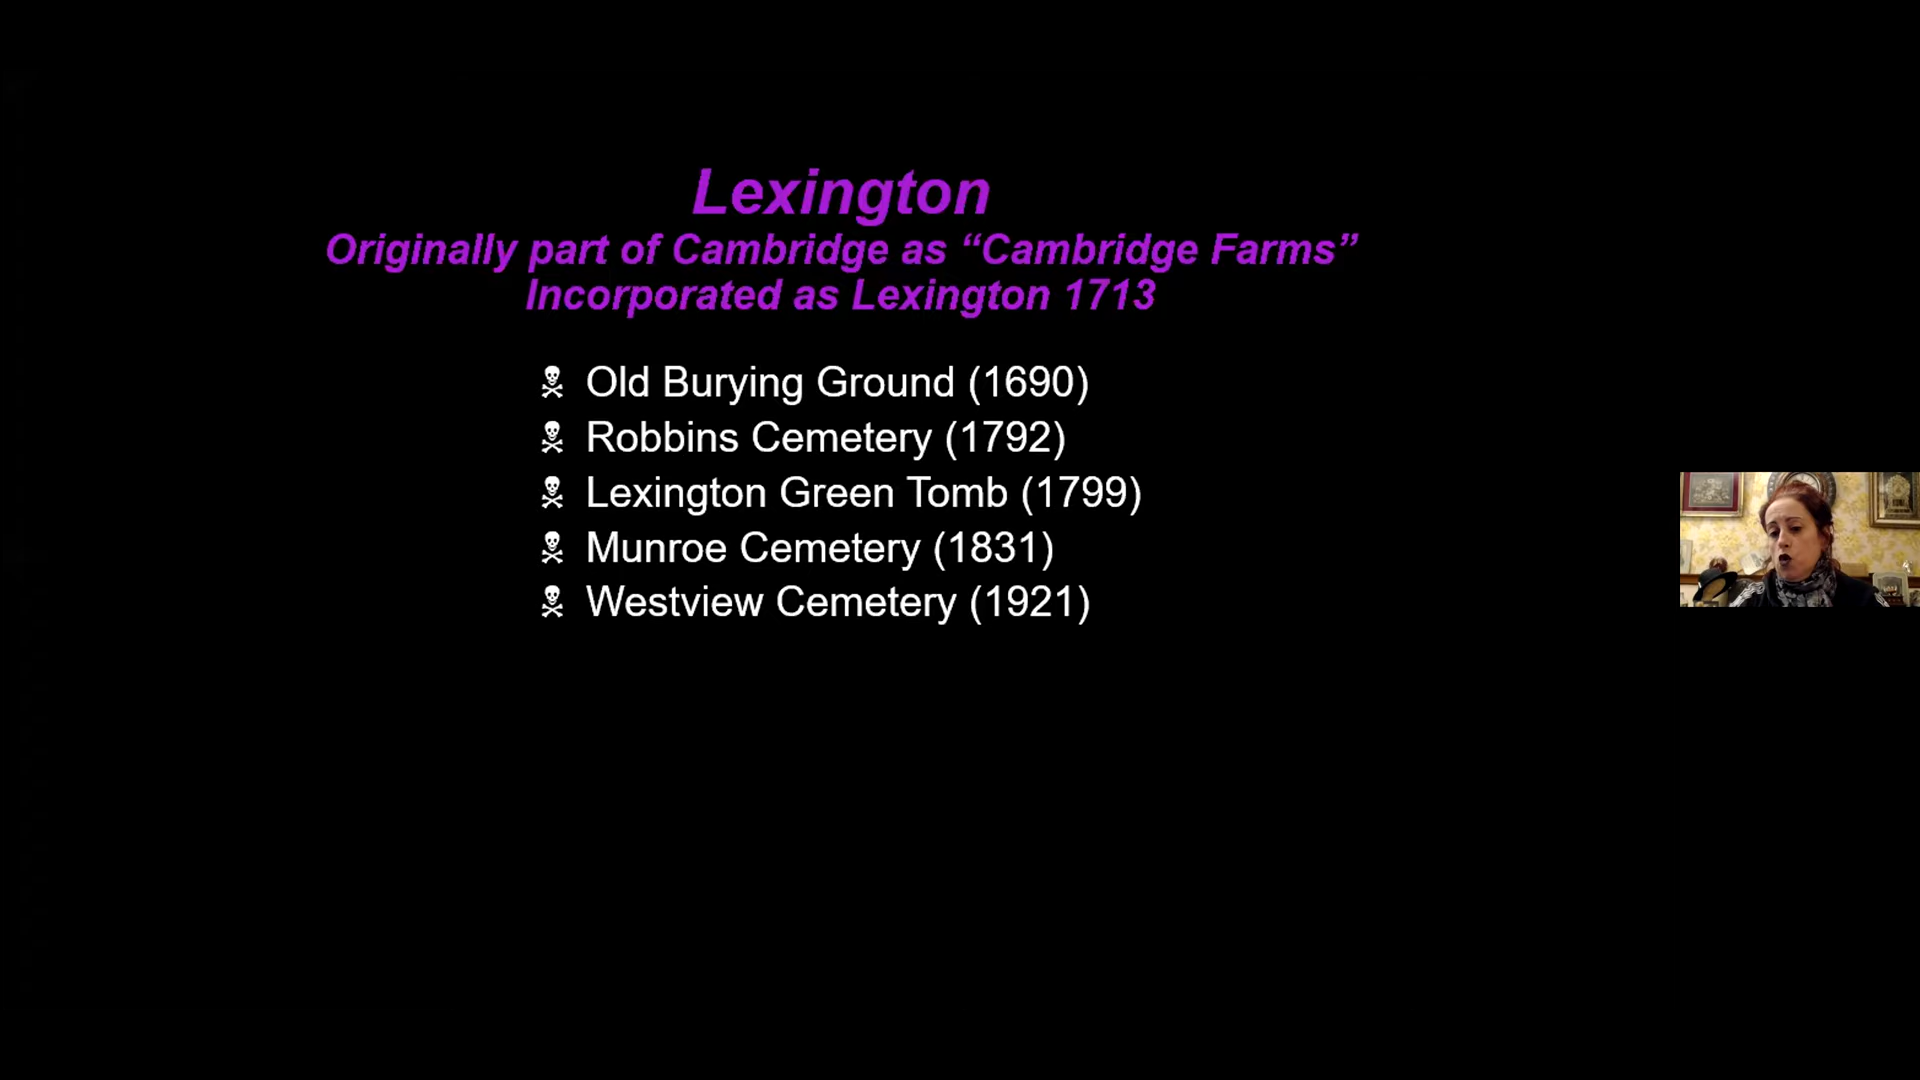 Lexington
Originally part of Cambridge as “Cambridge Farms”
Incorporated as Lexington 1713
Old Burying Ground (1690)
Robbins Cemetery (1792)
Lexington Green Tomb (1799)
Munroe Cemetery (1831)
Westview Cemetery (1921)